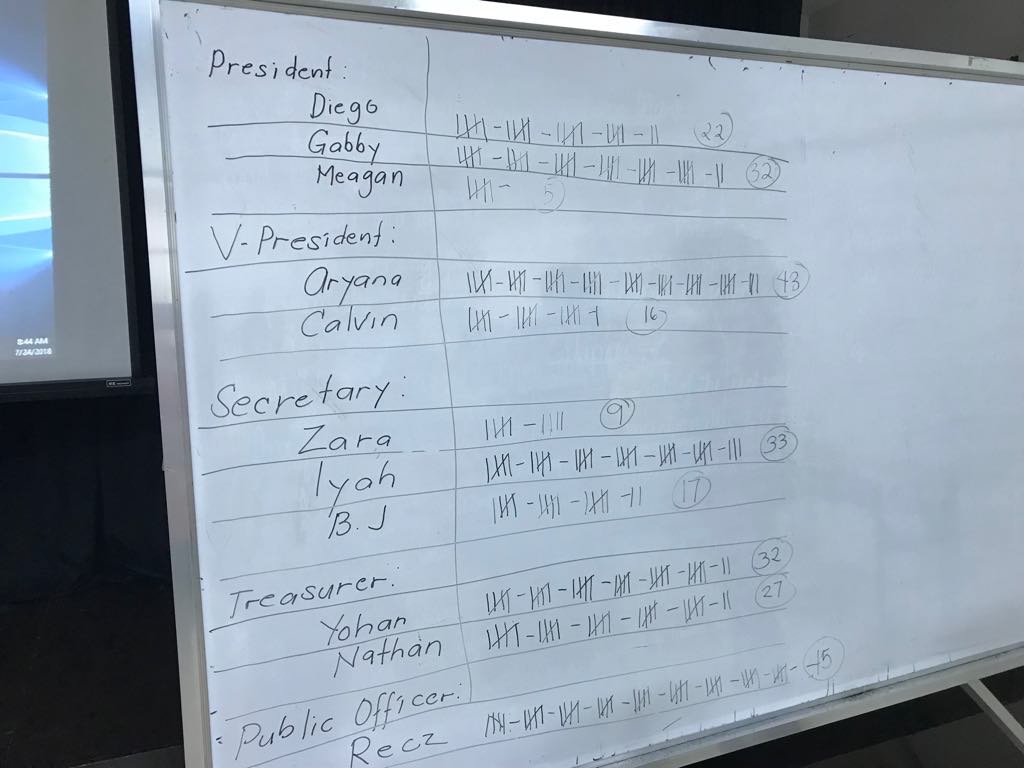 President:
Diego 22
Gabby 32
Meagan 5
V-President:
Aryana 43
Calvin 16
Secretary:
Zara 9
Iyah 33
B.J 17
Treasurer:
Yohan 32
Nathan 27
Public Officer:
Recz 45
8:44 AM
7/24/2018